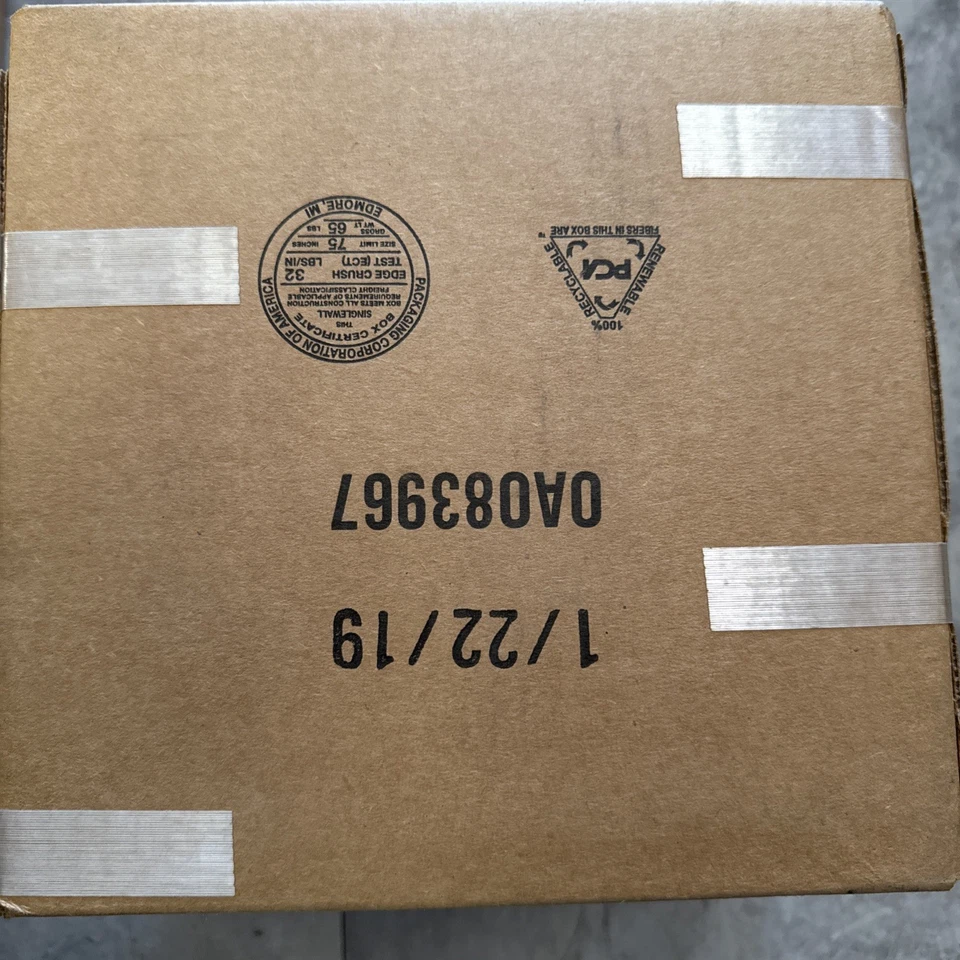 1/22/19
0A083967
100%
RECYCLABLE
RENEWABLE
PCA
FIBERS IN THIS BOX ARE
TM
PACKAGING CORPORATION OF AMERICA
BOX CERTIFICATE
THIS
SINGLEWALL
BOX MEETS ALL CONSTRUCTION
REQUIREMENTS OF APPLICABLE
FREIGHT CLASSIFICATION
EDGE CRUSH
TEST (ECT) 32 LBS/IN
SIZE LIMIT 75 INCHES
GROSS WT LT 65 LBS
EDMORE, MI